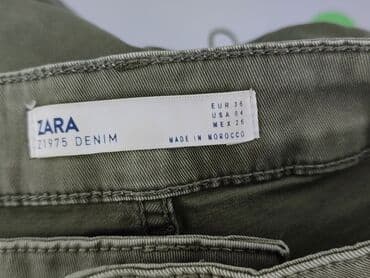 ZARA
Z1975 DENIM
EUR 36
USA 04
MEX 26
MADE IN MOROCCO